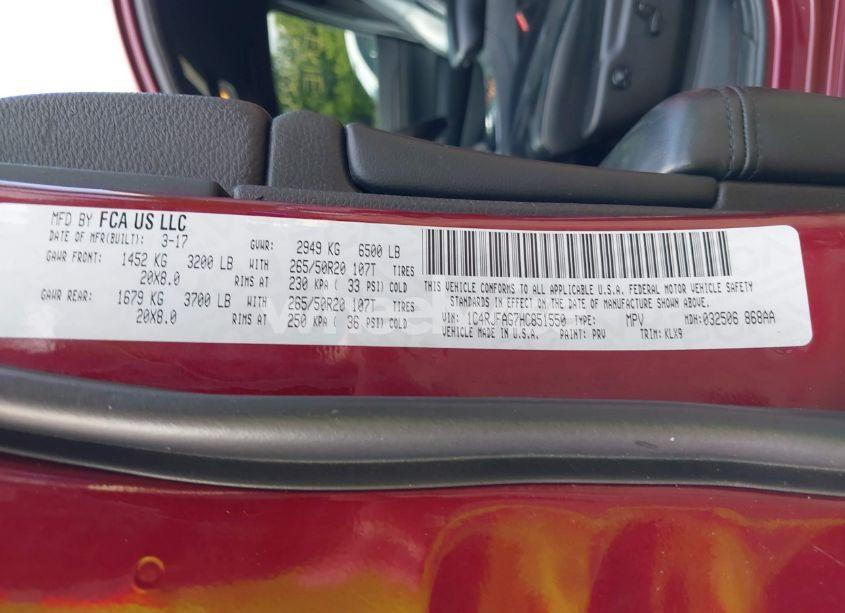 MFD BY FCA US LLC
DATE OF MFR(BUILT): 3-17 GVWR: 2949 KG 6500 LB
GAWR FRONT: 1452 KG 3200 LB WITH 265/50R20 107T TIRES
20X8.0 RIMS AT 230 KPA ( 33 PSI) COLD
GAWR REAR: 1679 KG 3700 LB WITH 265/50R20 107T TIRES
20X8.0 RIMS AT 250 KPA ( 36 PSI) COLD
THIS VEHICLE CONFORMS TO ALL APPLICABLE U.S.A. FEDERAL MOTOR VEHICLE SAFETY
STANDARDS IN EFFECT ON THE DATE OF MANUFACTURE SHOWN ABOVE.
VIN: 1C4RJFAG7HC851550 TYPE: MPV MDH: 032506 868AA
VEHICLE MADE IN U.S.A. PAINT: PRV TRIM: KLX9